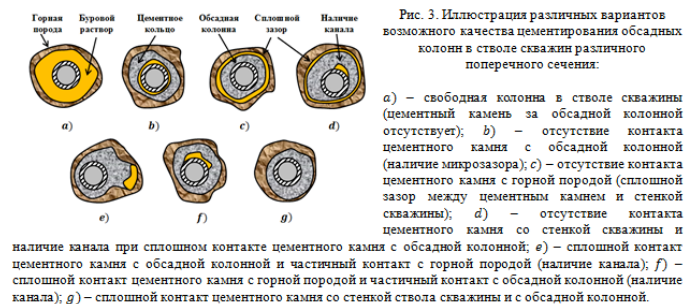 Горная порода
Буровой раствор
Цементное кольцо
Обсадная колонна
Сплошной зазор
Наличие канала
a)
b)
c)
d)
e)
f)
g)
Рис. 3. Иллюстрация различных вариантов
возможного качества цементирования обсадных
колонн в стволе скважин различного
поперечного сечения:
a) – свободная колонна в стволе скважины
(цементный камень за обсадной колонной
отсутствует); b) – отсутствие контакта
цементного камня с обсадной колонной
(наличие микрозазора); c) – отсутствие контакта
цементного камня с горной породой (сплошной
зазор между цементным камнем и стенкой
скважины); d) – отсутствие контакта
цементного камня со стенкой скважины и
наличие канала при сплошном контакте цементного камня с обсадной колонной; e) – сплошной контакт
цементного камня с обсадной колонной и частичный контакт с горной породой (наличие канала); f) –
сплошной контакт цементного камня с горной породой и частичный контакт с обсадной колонной (наличие
канала); g) – сплошной контакт цементного камня со стенкой ствола скважины и с обсадной колонной.